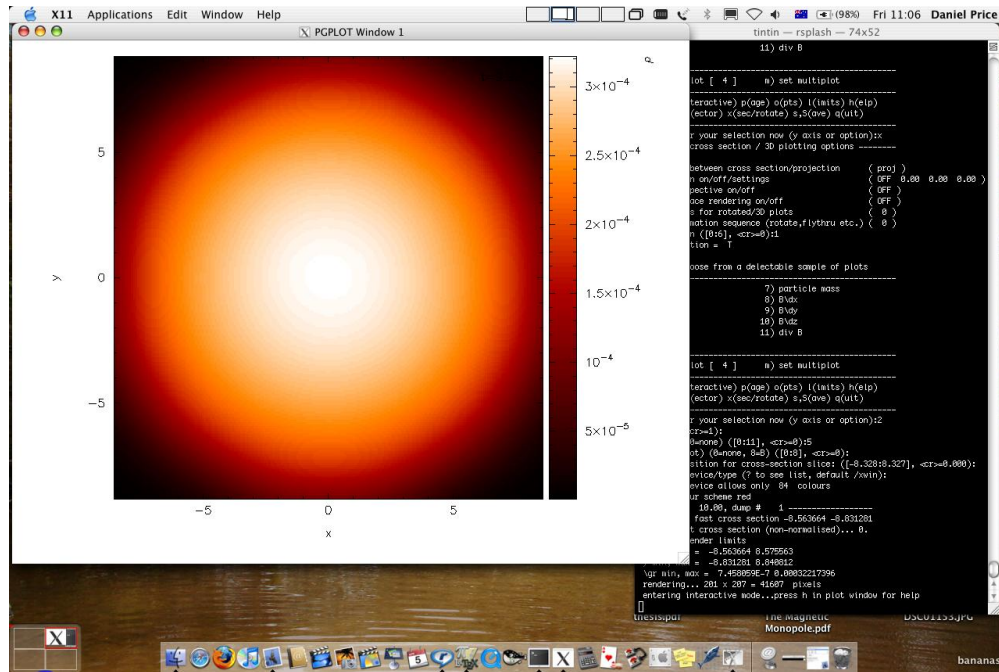 X11 Applications Edit Window Help
(98%) Fri 11:06 Daniel Price
PGPLOT Window 1
tintin — rsplash — 74x52
ρ
3×10⁻⁴
2.5×10⁻⁴
2×10⁻⁴
1.5×10⁻⁴
10⁻⁴
5×10⁻⁵
5
0
−5
y
−5 0 5
x
11) div B
lot [ 4 ] m) set multiplot
teractive) p(age) o(pts) l(imits) h(elp)
(ector) x(sec/rotate) s,S(ave) q(uit)
r your selection now (y axis or option):x
cross section / 3D plotting options --------
between cross section/projection ( proj )
n on/off/settings ( OFF 0.00 0.00 0.00 )
pective on/off ( OFF )
ace rendering on/off ( OFF )
s for rotated/3D plots ( 0 )
mation sequence (rotate,flythru etc.) ( 0 )
n ([0:6], <cr>=0):1
tion = T
oose from a delectable sample of plots
7) particle mass
8) B\dx
9) B\dy
10) B\dz
11) div B
lot [ 4 ] m) set multiplot
teractive) p(age) o(pts) l(imits) h(elp)
(ector) x(sec/rotate) s,S(ave) q(uit)
r your selection now (y axis or option):2
cr>=1):
0=none) ([0:11], <cr>=0):5
ot) (0=none, 8=B) ([0:8], <cr>=0):
sition for cross-section slice: ([-8.328:8.327], <cr>=0.000):
evice/type (? to see list, default /xwin):
evice allows only 84 colours
ur scheme red
10.00, dump # 1 -----------------
fast cross section -8.563664 -8.831281
t cross section (non-normalised)... 0.
ender limits
= -8.563664 8.575563
= -8.831281 8.840812
\gr min, max = 7.458059E-7 0.00032217396
rendering... 201 x 207 = 41607 pixels
entering interactive mode...press h in plot window for help
thesis.pdf
The Magnetic
Monopole.pdf
DSC01153.JPG
bananas